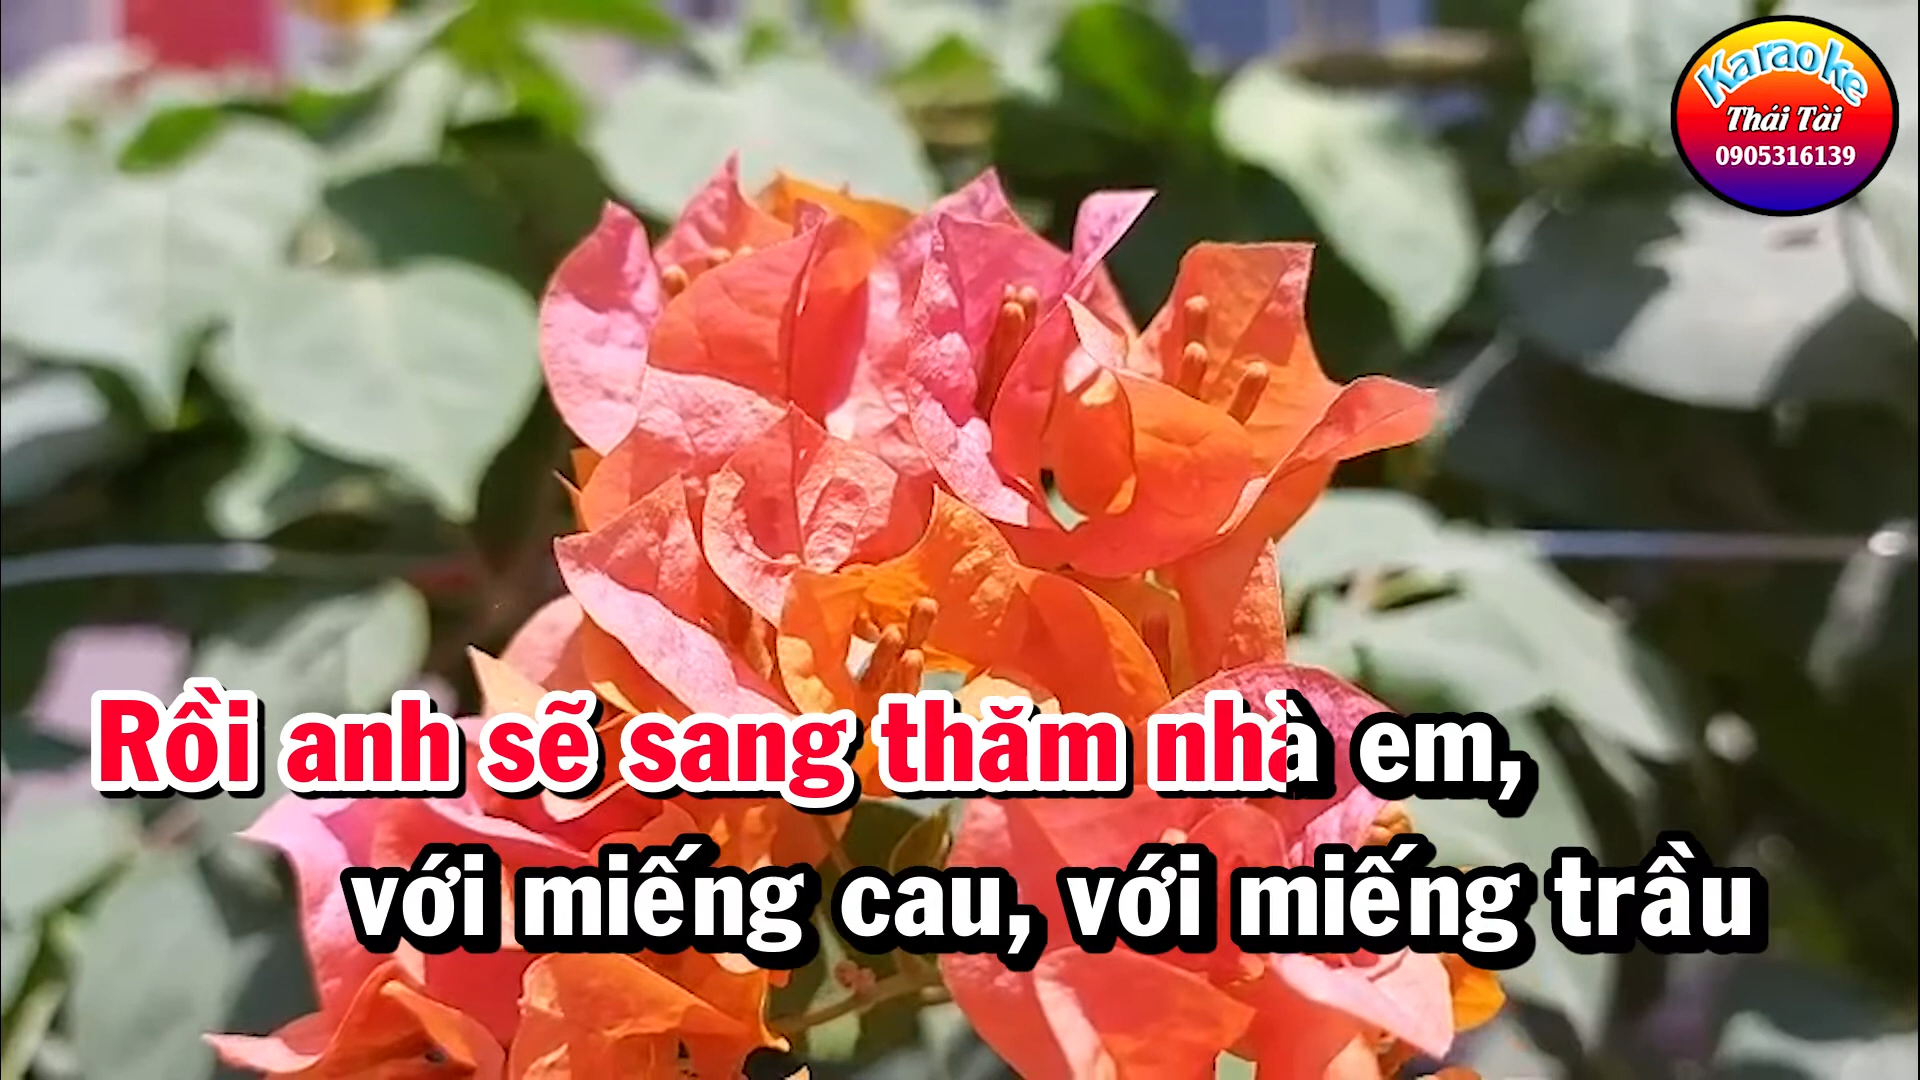 Karaoke
Thái Tài
0905316139
Rồi anh sẽ sang thăm nhà em,
với miếng cau, với miếng trầu